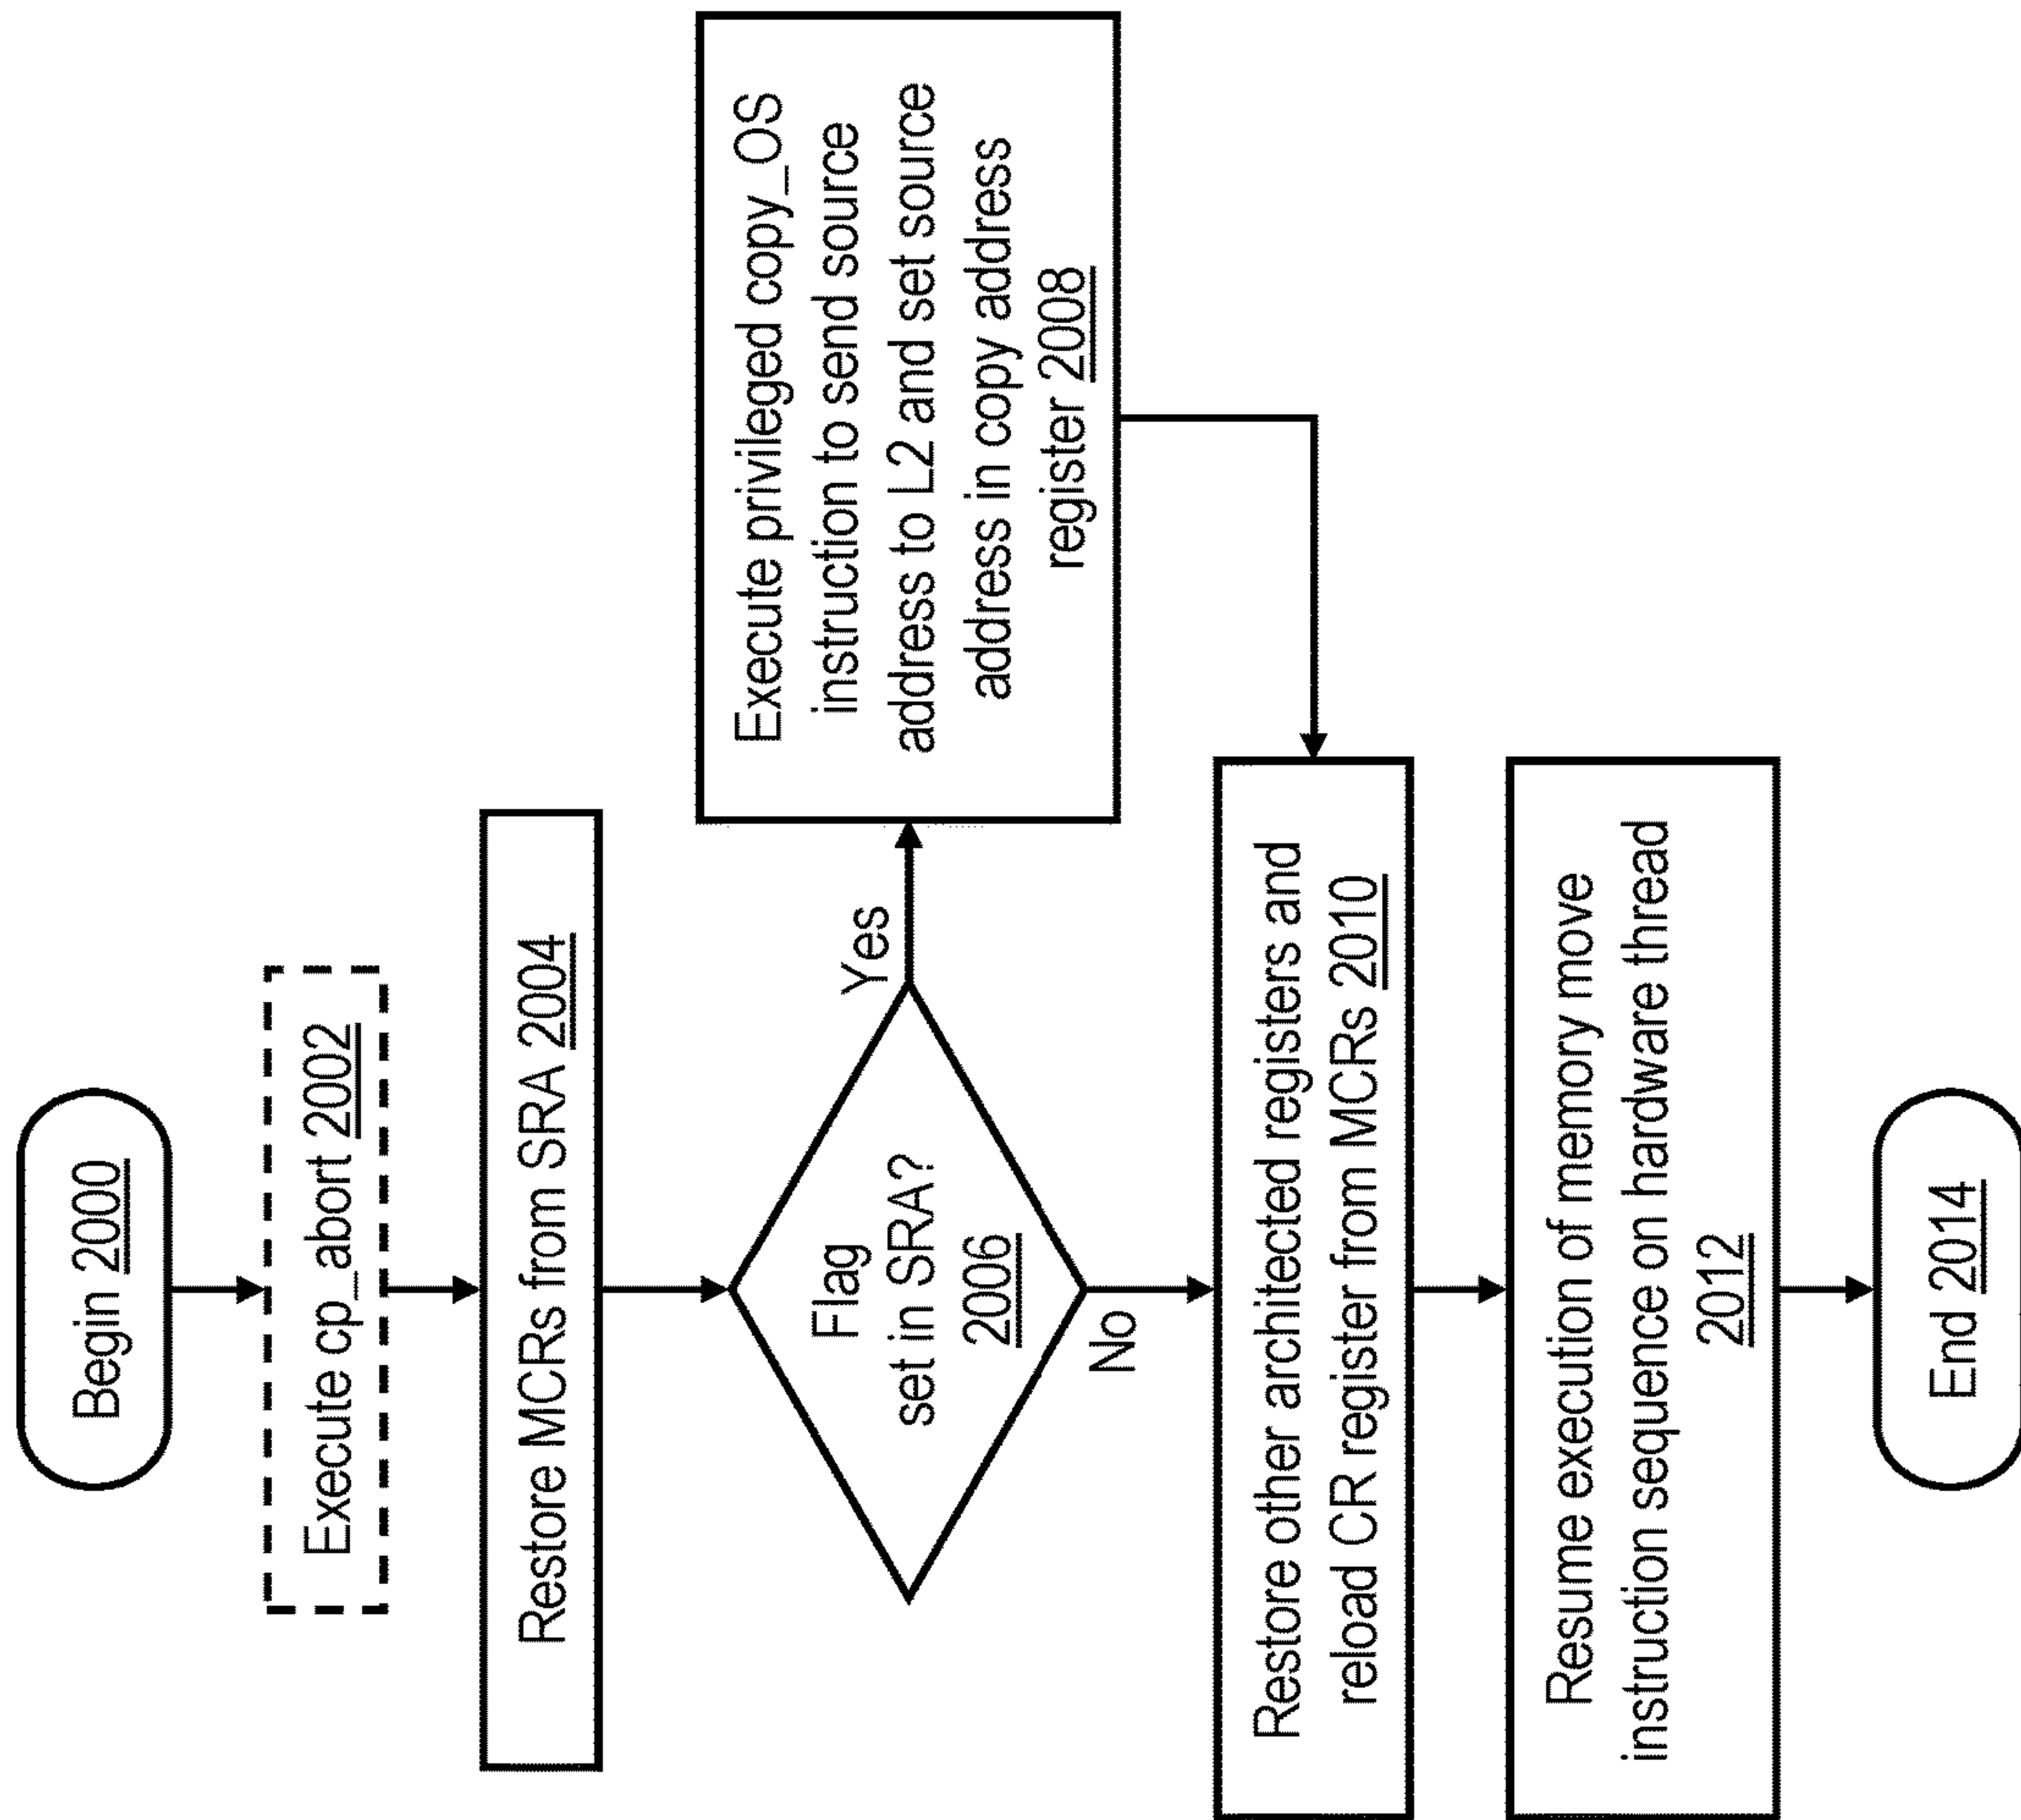 Begin 2000
Execute cp_abort 2002
Restore MCRs from SRA 2004
Flag
set in SRA?
2006
Yes
No
Execute privileged copy_OS
instruction to send source
address to L2 and set source
address in copy address
register 2008
Restore other architected registers and
reload CR register from MCRs 2010
Resume execution of memory move
instruction sequence on hardware thread
2012
End 2014